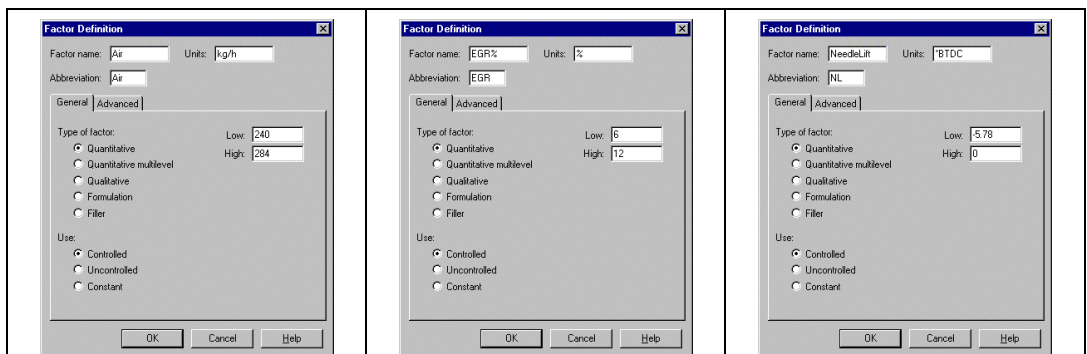 Factor Definition
Factor name: Air Units: kg/h
Abbreviation: Air
General Advanced
Type of factor: Low: 240
Quantitative High: 284
Quantitative multilevel
Qualitative
Formulation
Filler
Use:
Controlled
Uncontrolled
Constant
OK Cancel Help
Factor Definition
Factor name: EGR% Units: %
Abbreviation: EGR
General Advanced
Type of factor: Low: 6
Quantitative High: 12
Quantitative multilevel
Qualitative
Formulation
Filler
Use:
Controlled
Uncontrolled
Constant
OK Cancel Help
Factor Definition
Factor name: NeedleLift Units: °BTDC
Abbreviation: NL
General Advanced
Type of factor: Low: -5.78
Quantitative High: 0
Quantitative multilevel
Qualitative
Formulation
Filler
Use:
Controlled
Uncontrolled
Constant
OK Cancel Help